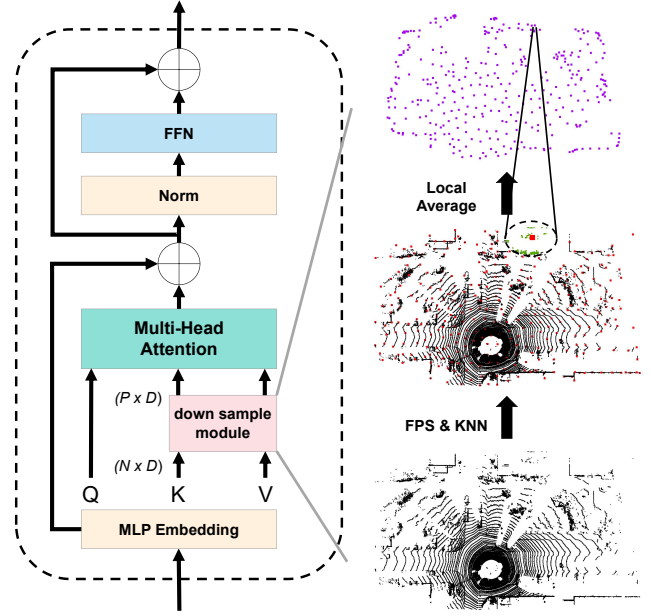 FFN
Norm
Multi-Head
Attention
(P x D)
down sample
module
(N x D)
Q
K
V
MLP Embedding
Local
Average
FPS & KNN